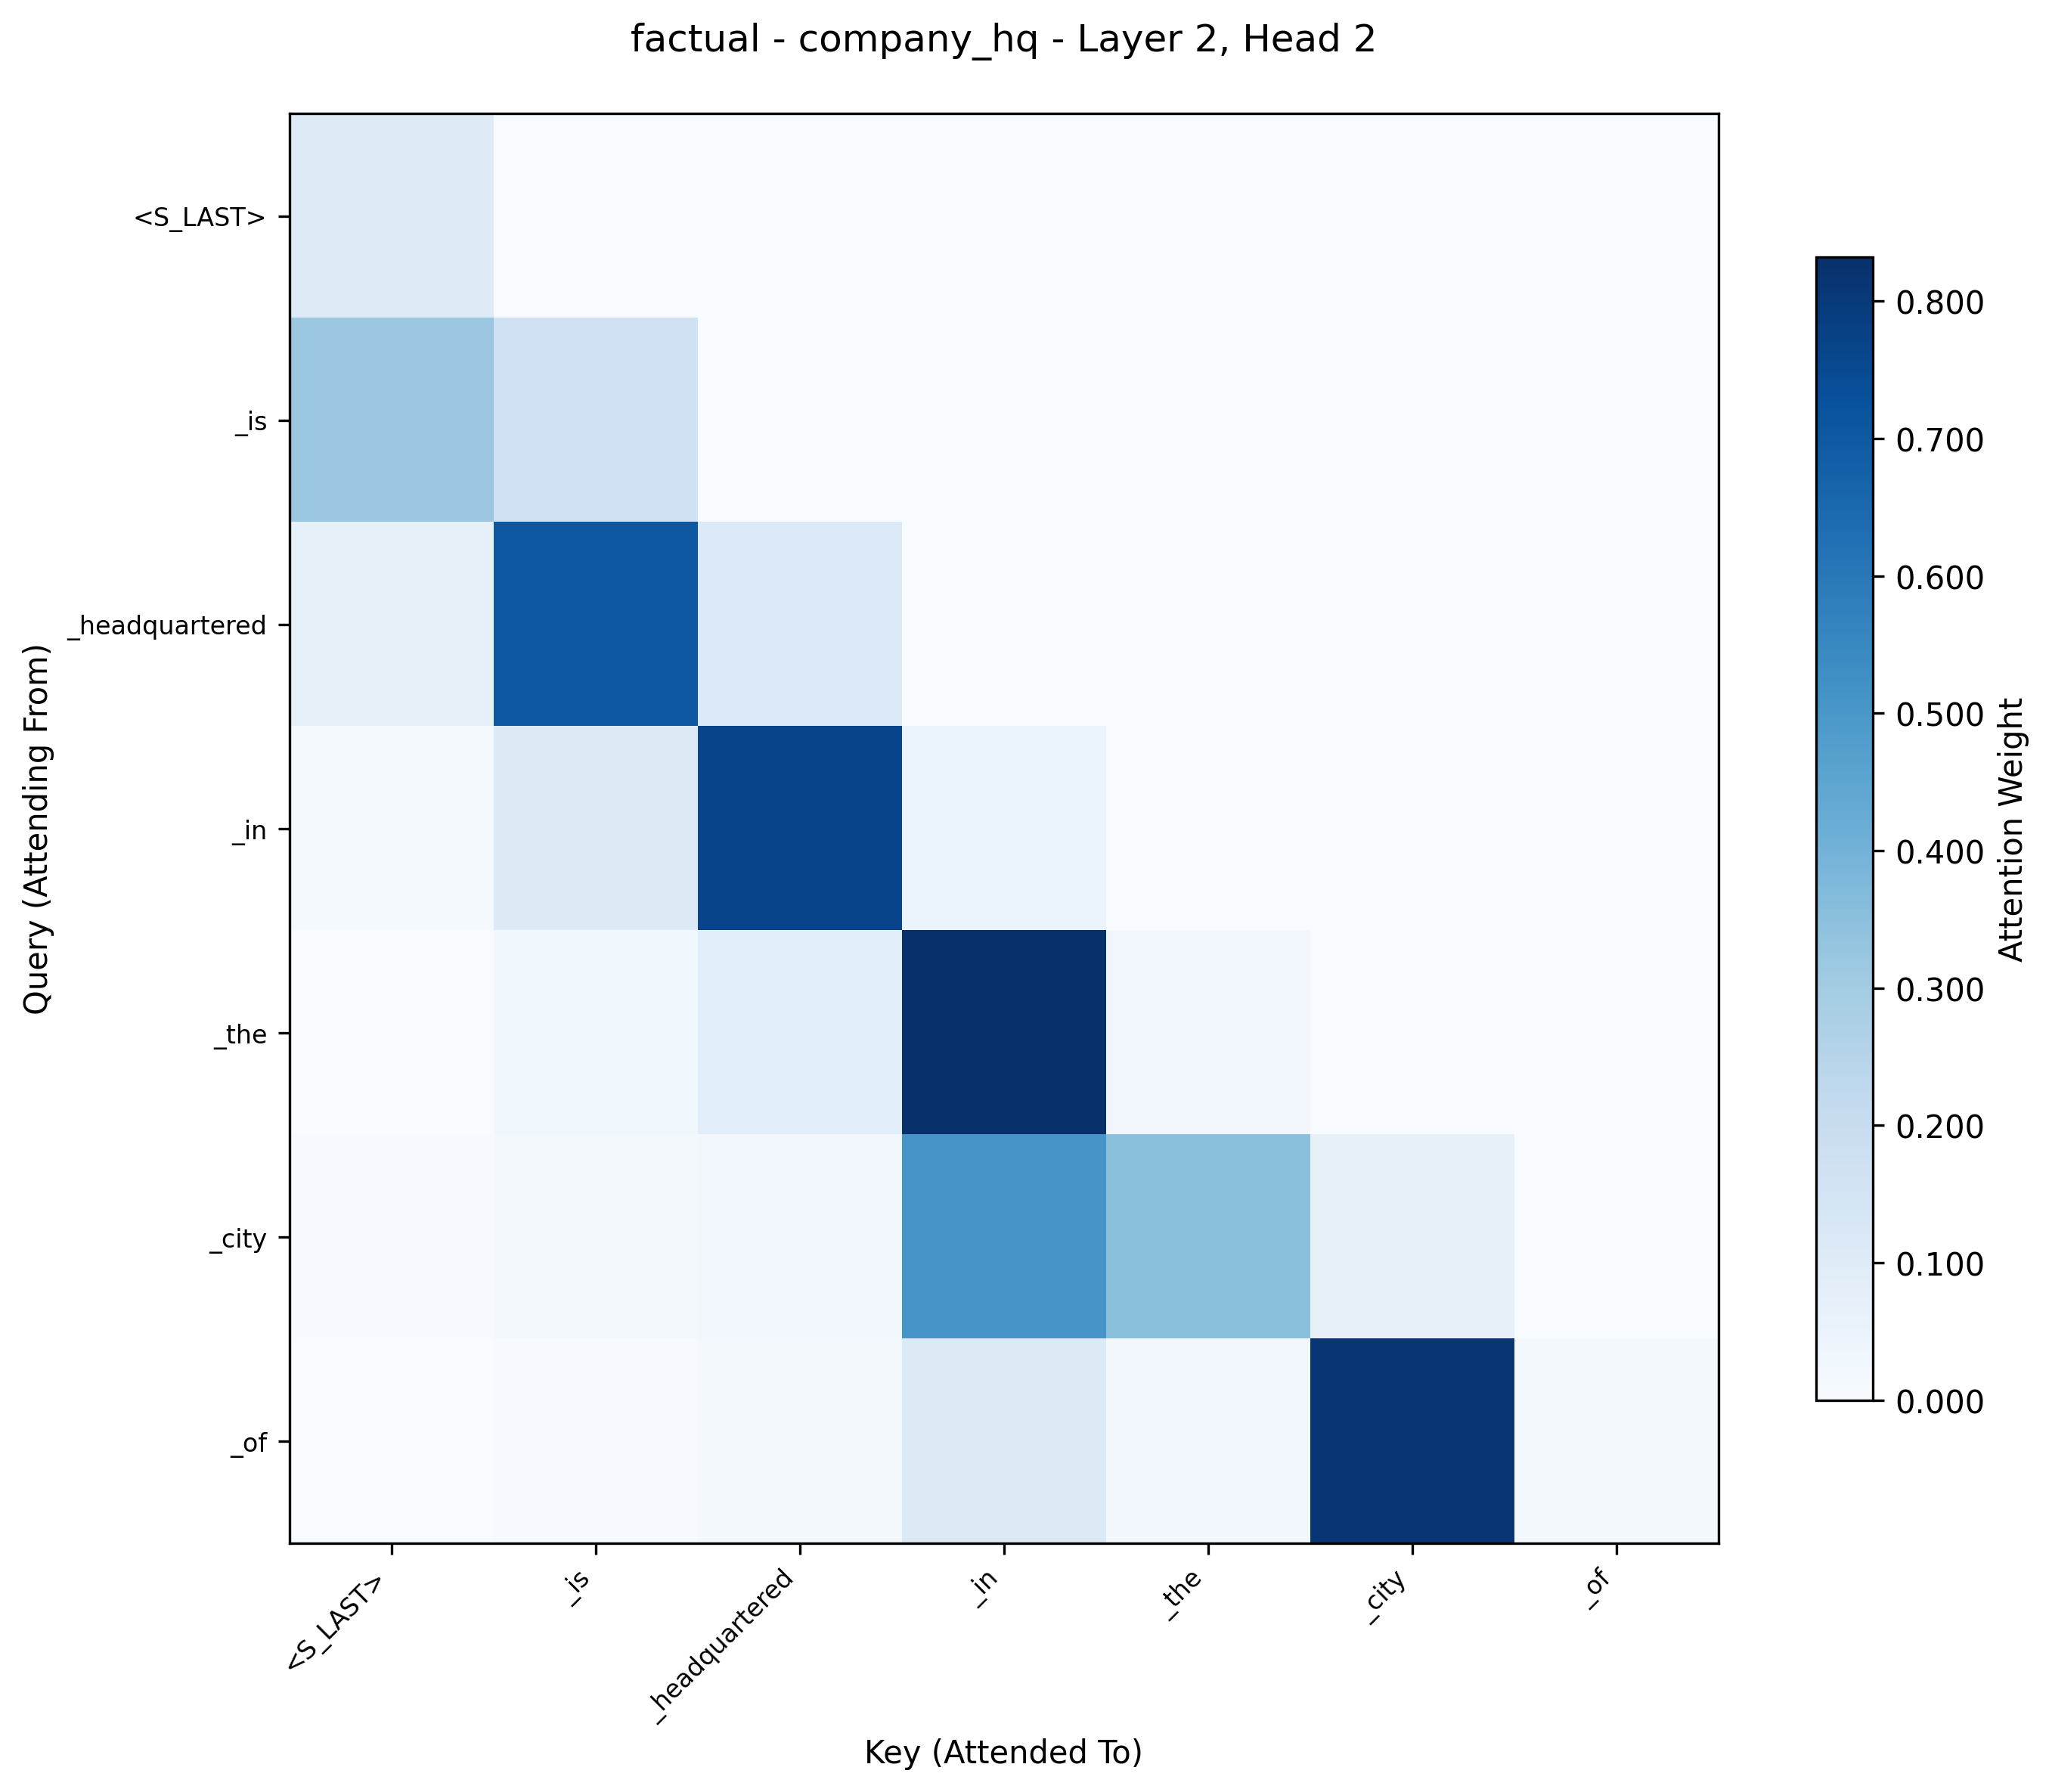 factual - company_hq - Layer 2, Head 2
Query (Attending From)
<S_LAST>
_is
_headquartered
_in
_the
_city
_of
<S_LAST>
_is
_headquartered
_in
_the
_city
_of
Key (Attended To)
0.800
0.700
0.600
0.500
0.400
0.300
0.200
0.100
0.000
Attention Weight